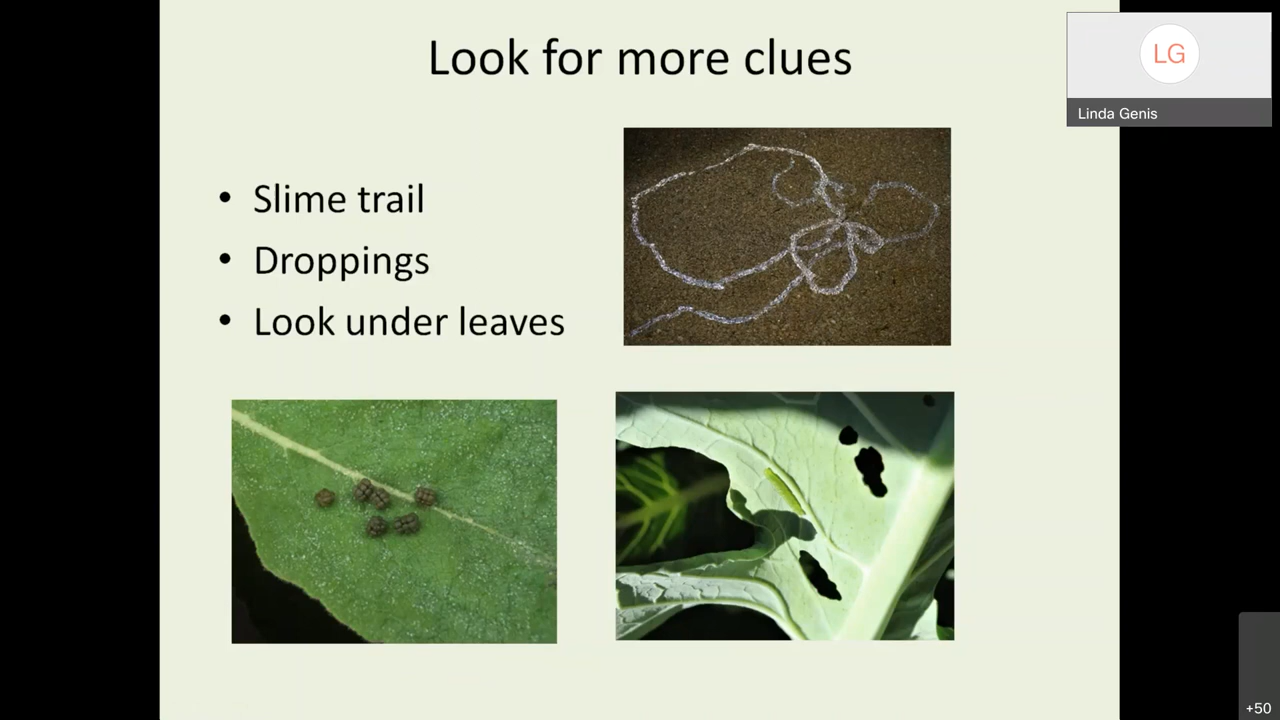 Look for more clues
LG
Linda Genis
• Slime trail
• Droppings
• Look under leaves
+50